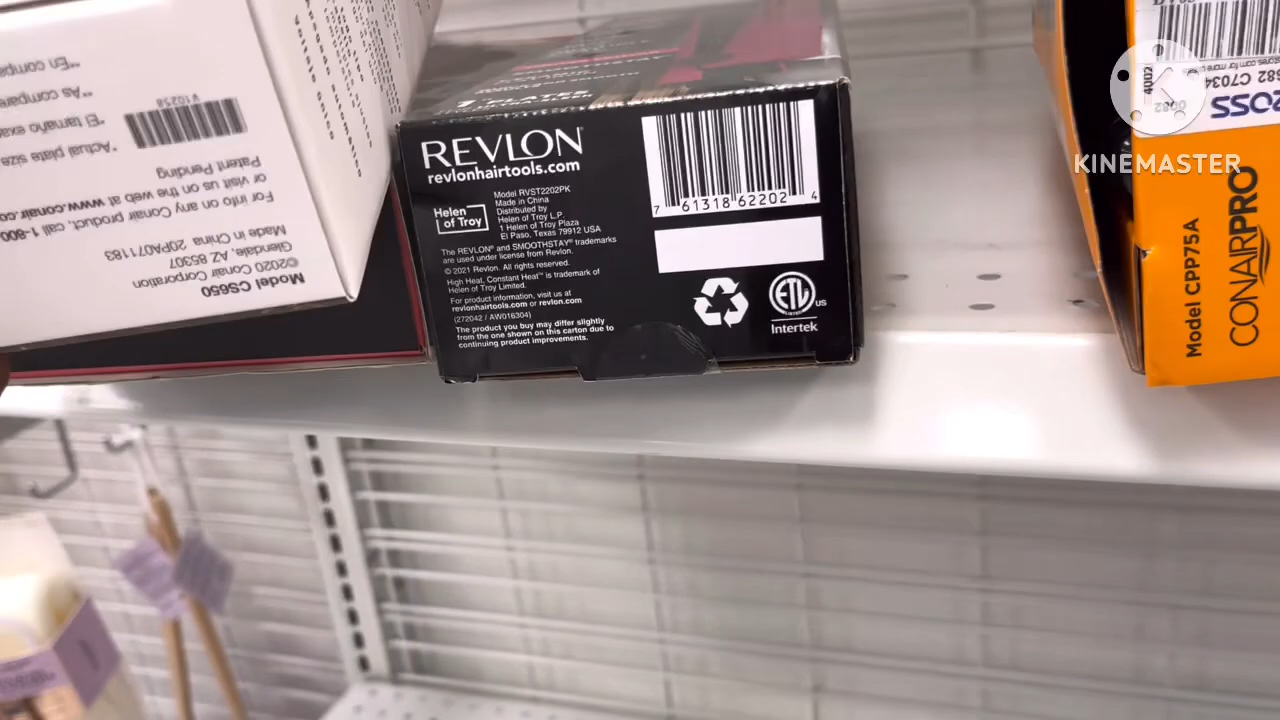 1" PLATES
REVLON
revlonhairtools.com
Helen
of Troy
Model RVST2202PK
Made in China
Distributed by
Helen of Troy L.P.
1 Helen of Troy Plaza
El Paso, Texas 79912 USA
The REVLON® and SMOOTHSTAY® trademarks
are used under license from Revlon.
© 2021 Revlon. All rights reserved.
High Heat, Constant Heat™ is trademark of
Helen of Troy Limited.
For product information, visit us at
revlonhairtools.com or revlon.com
(272042 / AW016304)
The product you buy may differ slightly
from the one shown on this carton due to
continuing product improvements.
7 61318 62202 4
ETL
US
Intertek
Model CS650
©2020 Conair Corporation
Glendale, AZ 85307
Made in China 20PA071183
For info on any Conair product, call 1-800
or visit us on the web at www.conair.co
Patent Pending
*Actual plate size
*El tamaño exa
**As compare
**En compa
V10258
ROSS
Model CPP75A
CONAIRPRO
K
KINEMASTER